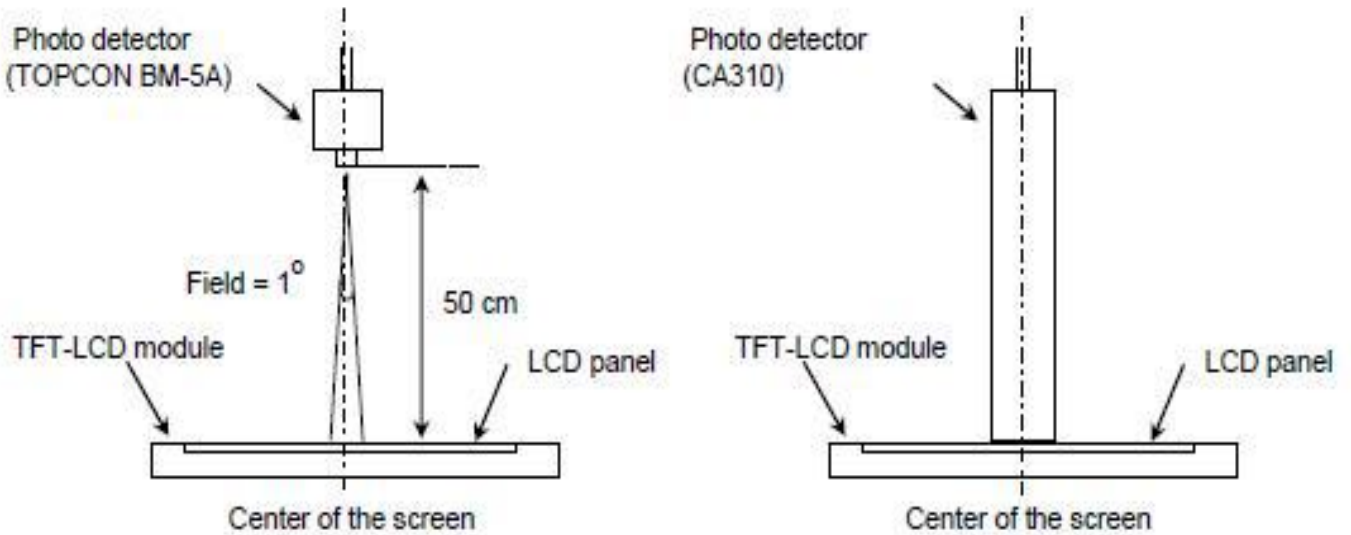 Photo detector
(TOPCON BM-5A)
Field = 1°
50 cm
TFT-LCD module
LCD panel
Center of the screen
Photo detector
(CA310)
TFT-LCD module
LCD panel
Center of the screen